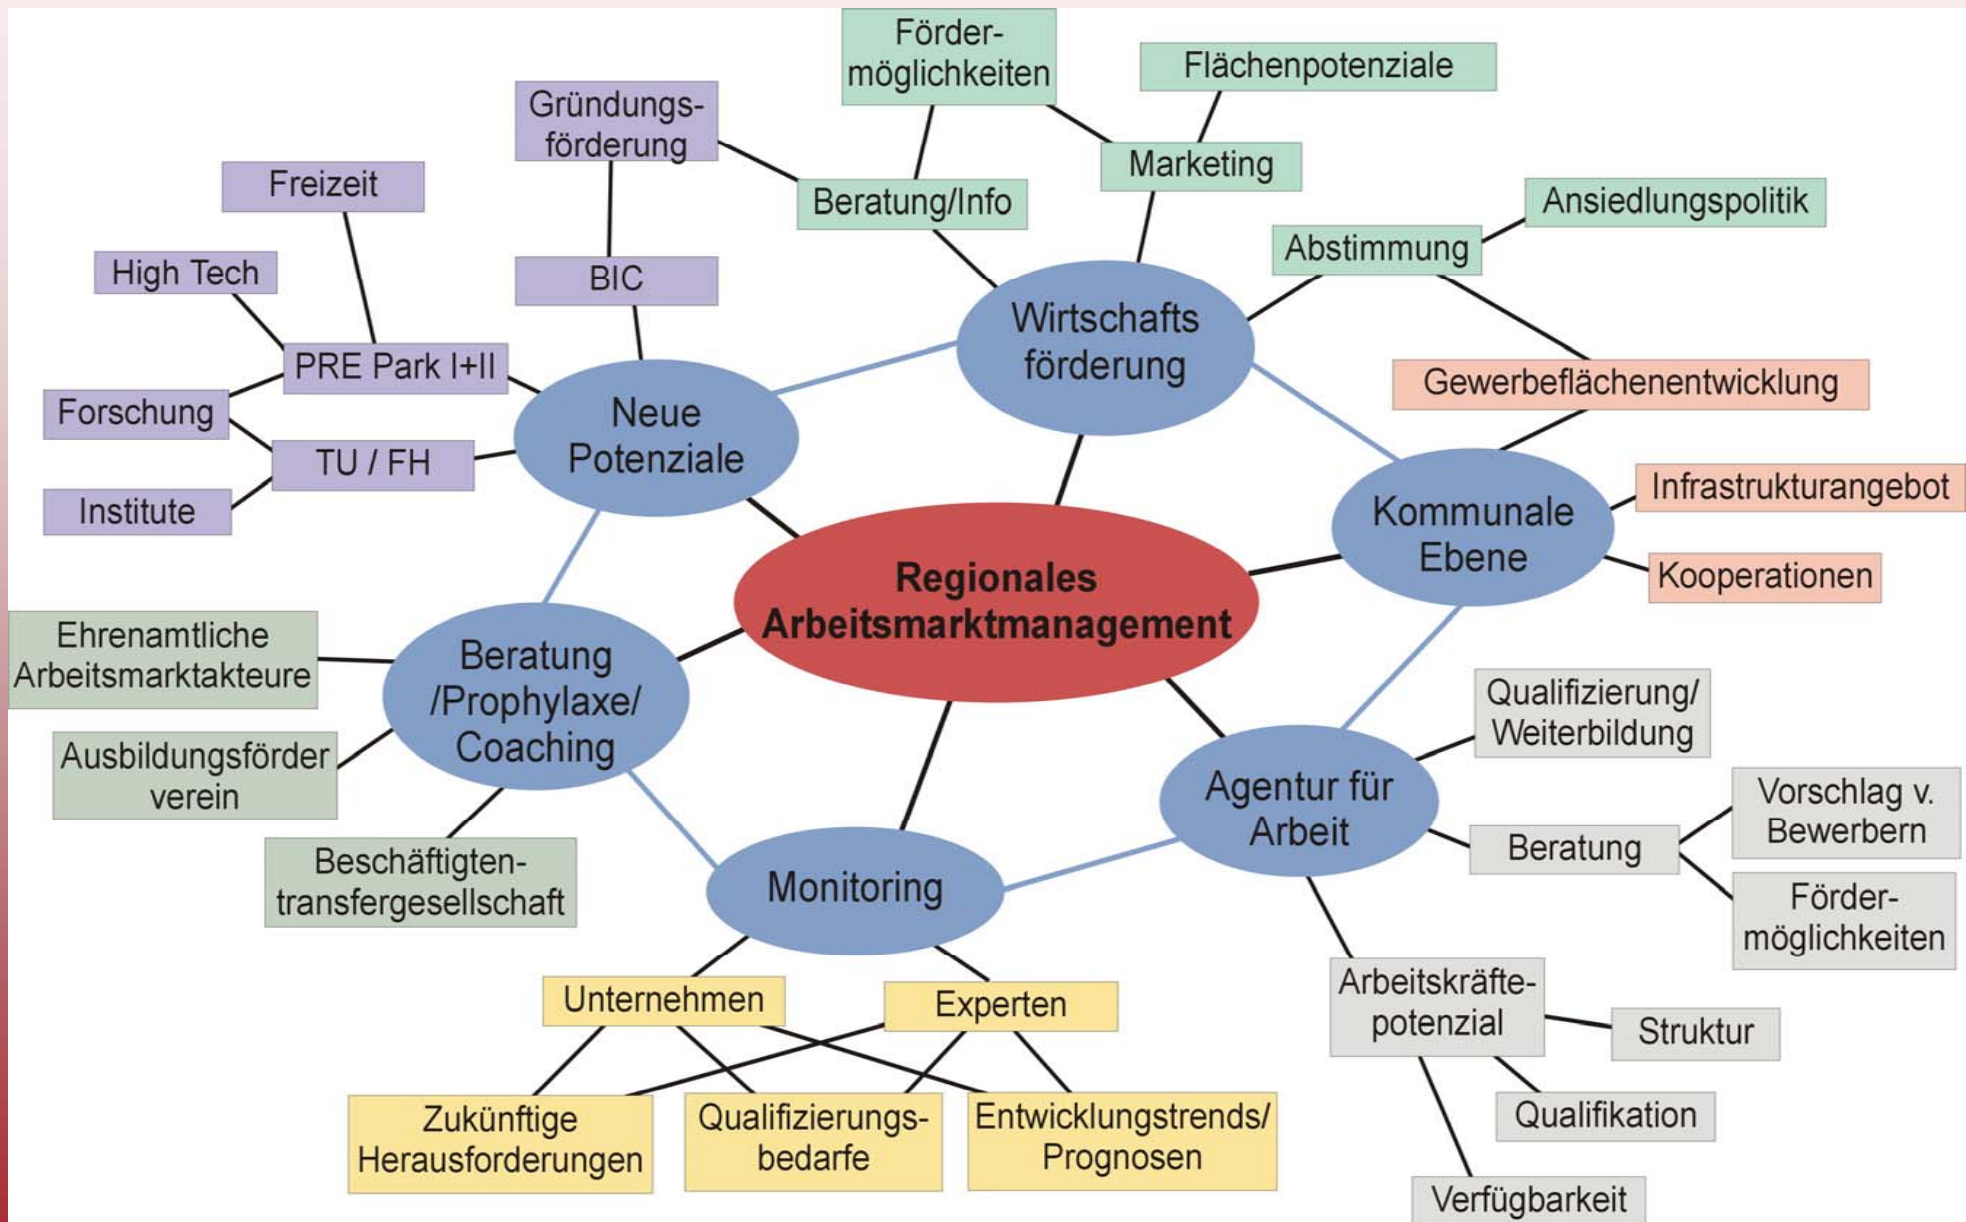 Förder-
möglichkeiten
Flächenpotenziale
Gründungs-
förderung
Marketing
Freizeit
Beratung/Info
Ansiedlungspolitik
Abstimmung
High Tech
BIC
Wirtschafts
förderung
PRE Park I+II
Gewerbeflächenentwicklung
Forschung
Neue
Potenziale
TU / FH
Institute
Infrastrukturangebot
Kommunale
Ebene
Kooperationen
Regionales
Arbeitsmarktmanagement
Ehrenamtliche
Arbeitsmarktakteure
Beratung
/Prophylaxe/
Coaching
Qualifizierung/
Weiterbildung
Ausbildungsförder
verein
Agentur für
Arbeit
Vorschlag v.
Bewerbern
Beratung
Beschäftigten-
transfergesellschaft
Monitoring
Förder-
möglichkeiten
Unternehmen
Experten
Arbeitskräfte-
potenzial
Struktur
Zukünftige
Herausforderungen
Qualifizierungs-
bedarfe
Entwicklungstrends/
Prognosen
Qualifikation
Verfügbarkeit